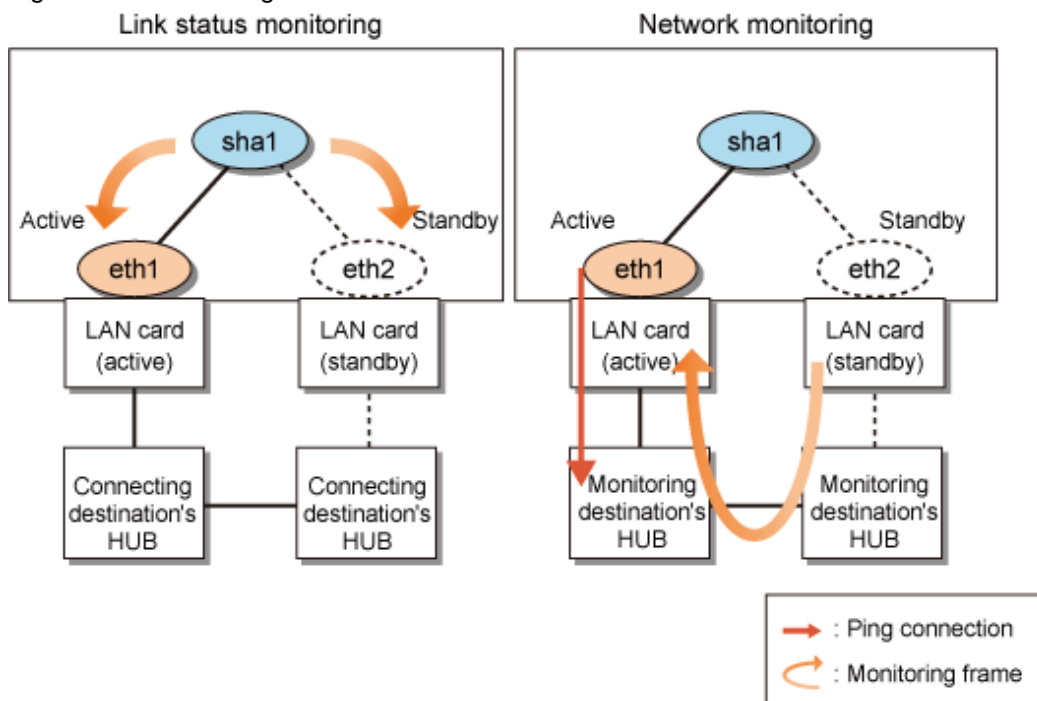 Link status monitoring
sha1
Active
Standby
eth1
eth2
LAN card
(active)
LAN card
(standby)
Connecting
destination's
HUB
Connecting
destination's
HUB
Network monitoring
sha1
Active
Standby
eth1
eth2
LAN card
(active)
LAN card
(standby)
Monitoring
destination's
HUB
Monitoring
destination's
HUB
: Ping connection
: Monitoring frame